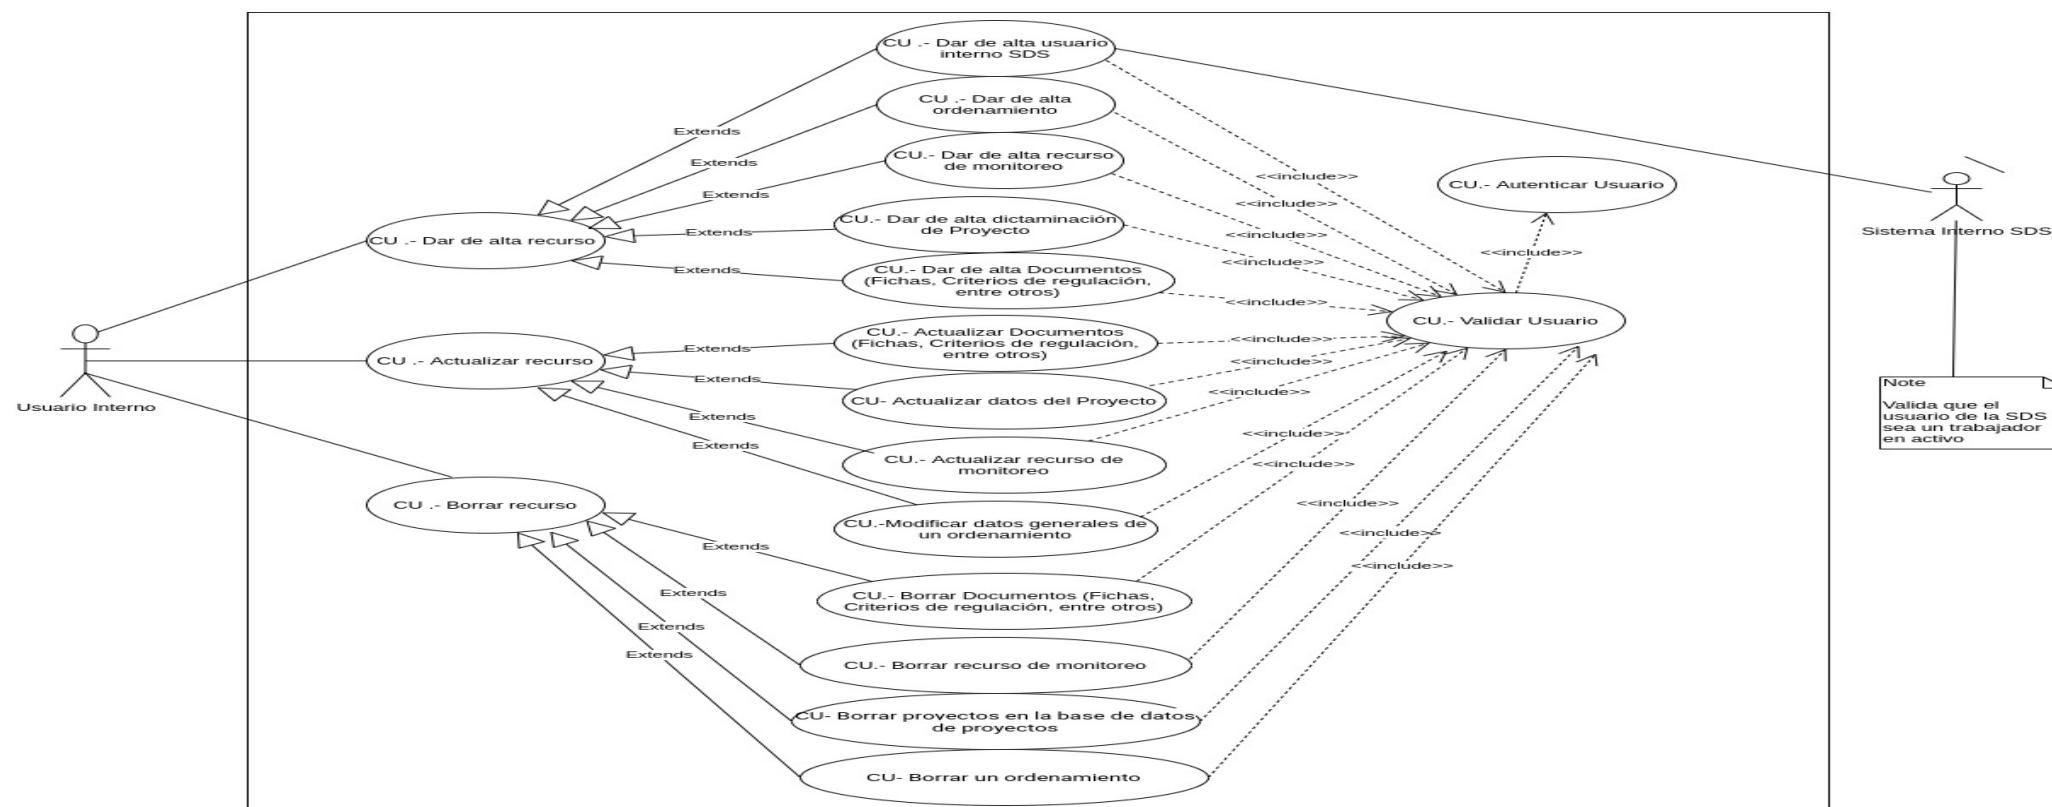 CU .- Dar de alta usuario
interno SDS
CU .- Dar de alta
ordenamiento
Extends
Extends
CU.- Dar de alta recurso
de monitoreo
Extends
<<include>>
CU.- Autenticar Usuario
<<include>>
CU.- Dar de alta dictaminación
de Proyecto
Extends
<<include>>
Sistema Interno SDS
CU .- Dar de alta recurso
<<include>>
<<include>>
Extends
CU.- Dar de alta Documentos
(Fichas, Criterios de regulación,
entre otros)
<<include>>
CU.- Validar Usuario
CU.- Actualizar Documentos
(Fichas, Criterios de regulación,
entre otros)
<<include>>
Extends
CU .- Actualizar recurso
<<include>>
Extends
Usuario Interno
CU- Actualizar datos del Proyecto
<<include>>
Note
Valida que el
usuario de la SDS
sea un trabajador
en activo
Extends
<<include>>
Extends
CU.- Actualizar recurso de
monitoreo
<<include>>
CU .- Borrar recurso
<<include>>
CU.-Modificar datos generales de
un ordenamiento
<<include>>
Extends
<<include>>
CU.- Borrar Documentos (Fichas,
Criterios de regulación, entre otros)
Extends
Extends
Extends
CU.- Borrar recurso de monitoreo
CU- Borrar proyectos en la base de datos
de proyectos
CU- Borrar un ordenamiento